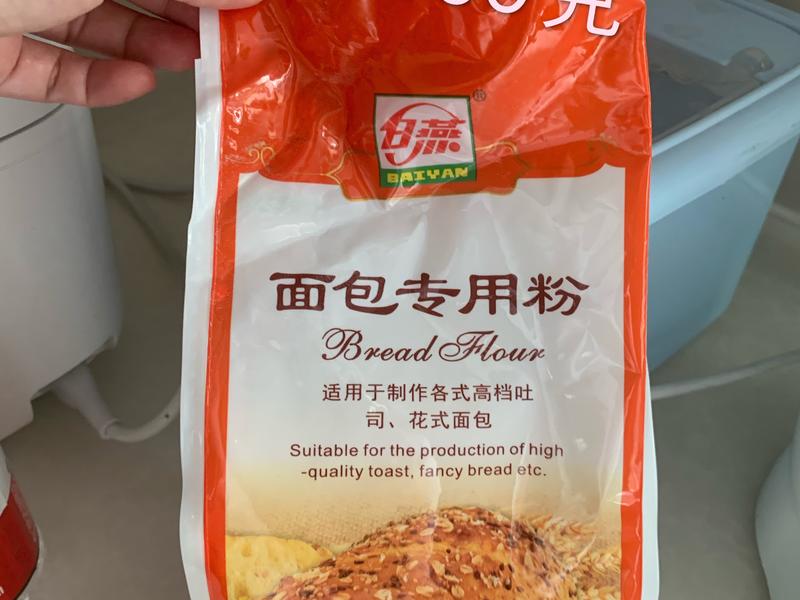 克
白燕
®
BAIYAN
面包专用粉
Bread Flour
适用于制作各式高档吐
司、花式面包
Suitable for the production of high
-quality toast, fancy bread etc.